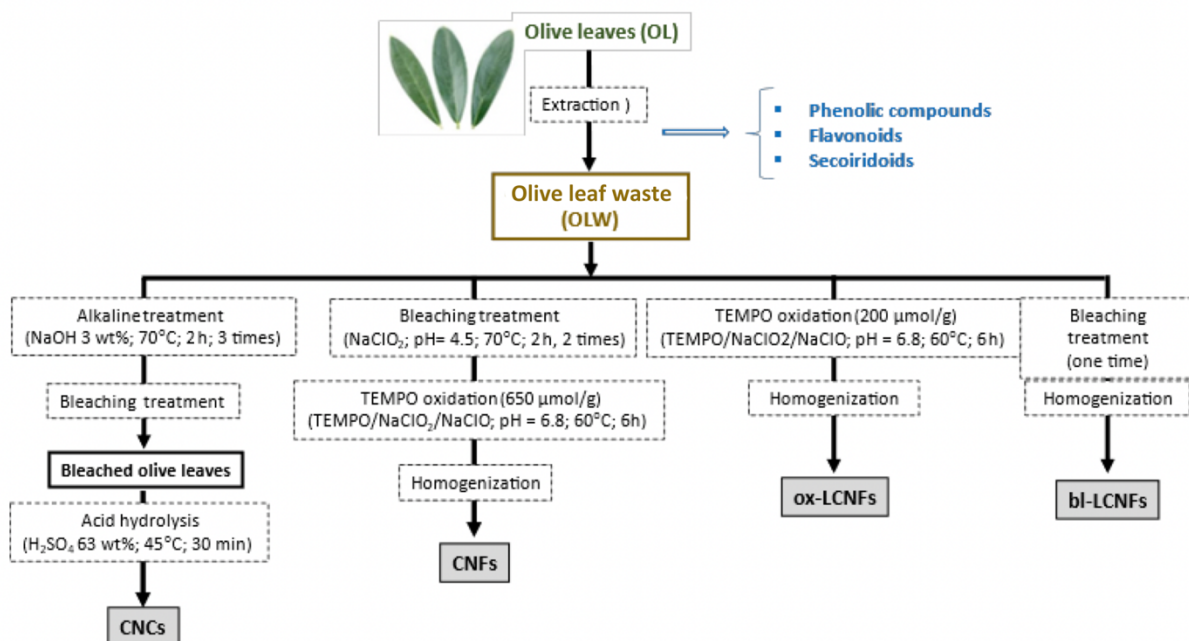 Olive leaves (OL)
Extraction )
▪ Phenolic compounds
▪ Flavonoids
▪ Secoiridoids
Olive leaf waste
(OLW)
Alkaline treatment
(NaOH 3 wt%; 70°C; 2h; 3 times)
Bleaching treatment
Bleached olive leaves
Acid hydrolysis
(H₂SO₄ 63 wt%; 45°C; 30 min)
CNCs
Bleaching treatment
(NaClO₂; pH= 4.5; 70°C; 2h, 2 times)
TEMPO oxidation (650 μmol/g)
(TEMPO/NaClO₂/NaClO; pH = 6.8; 60°C; 6h)
Homogenization
CNFs
TEMPO oxidation (200 μmol/g)
(TEMPO/NaClO2/NaClO; pH = 6.8; 60°C; 6h)
Homogenization
ox-LCNFs
Bleaching
treatment
(one time)
Homogenization
bl-LCNFs